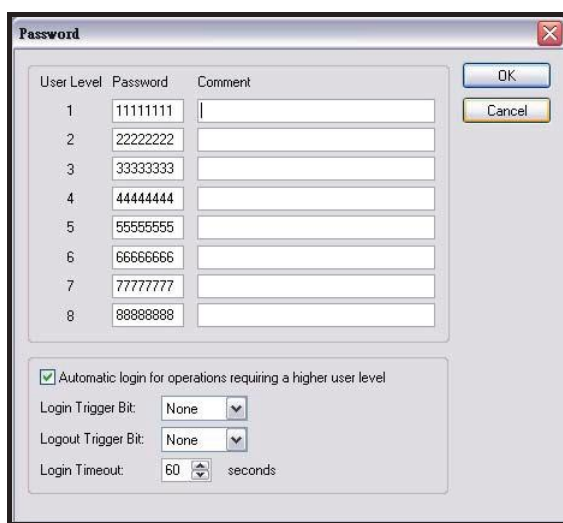 Password
OK
Cancel
User Level Password Comment
1 11111111
2 22222222
3 33333333
4 44444444
5 55555555
6 66666666
7 77777777
8 88888888
Automatic login for operations requiring a higher user level
Login Trigger Bit: None
Logout Trigger Bit: None
Login Timeout: 60 seconds